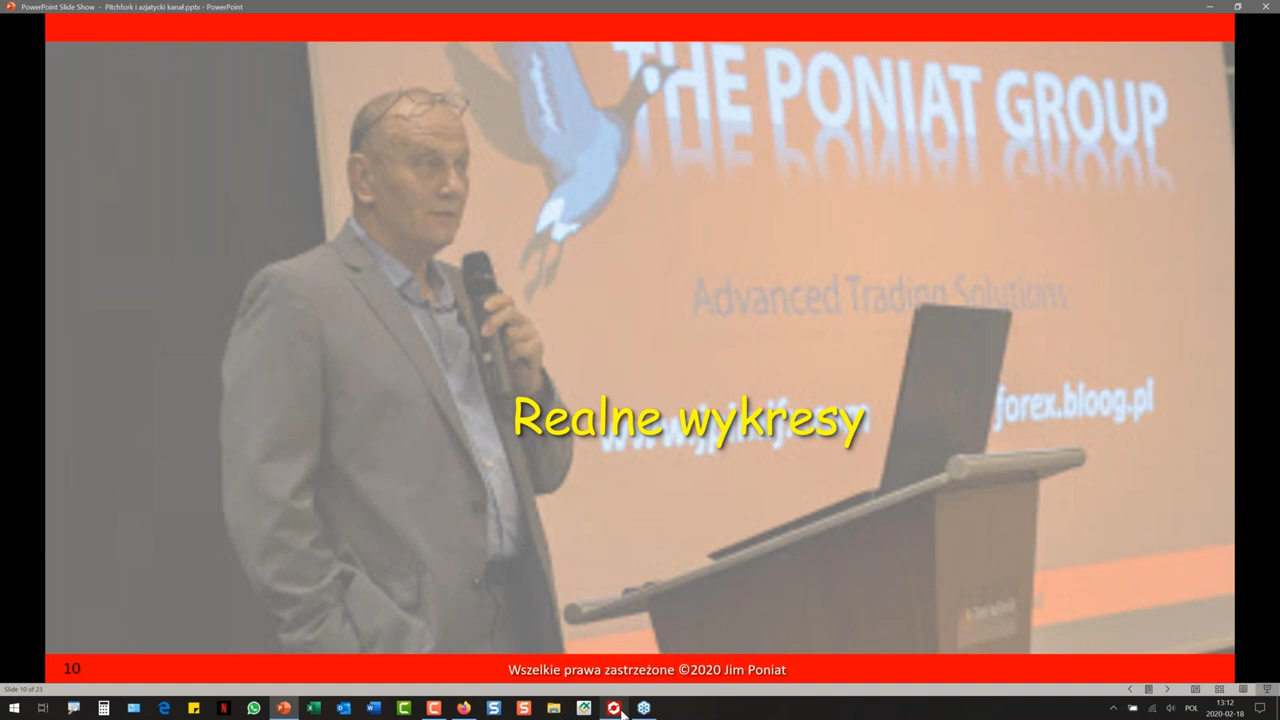 PowerPoint Slide Show - Pitchfork i azjatycki kanał.pptx - PowerPoint
THE PONIAT GROUP
Advanced Trading Solutions
forex.bloog.pl
Realne wykresy
10
Wszelkie prawa zastrzeżone ©2020 Jim Poniat
Slide 10 of 23
POL
13:12
2020-02-18